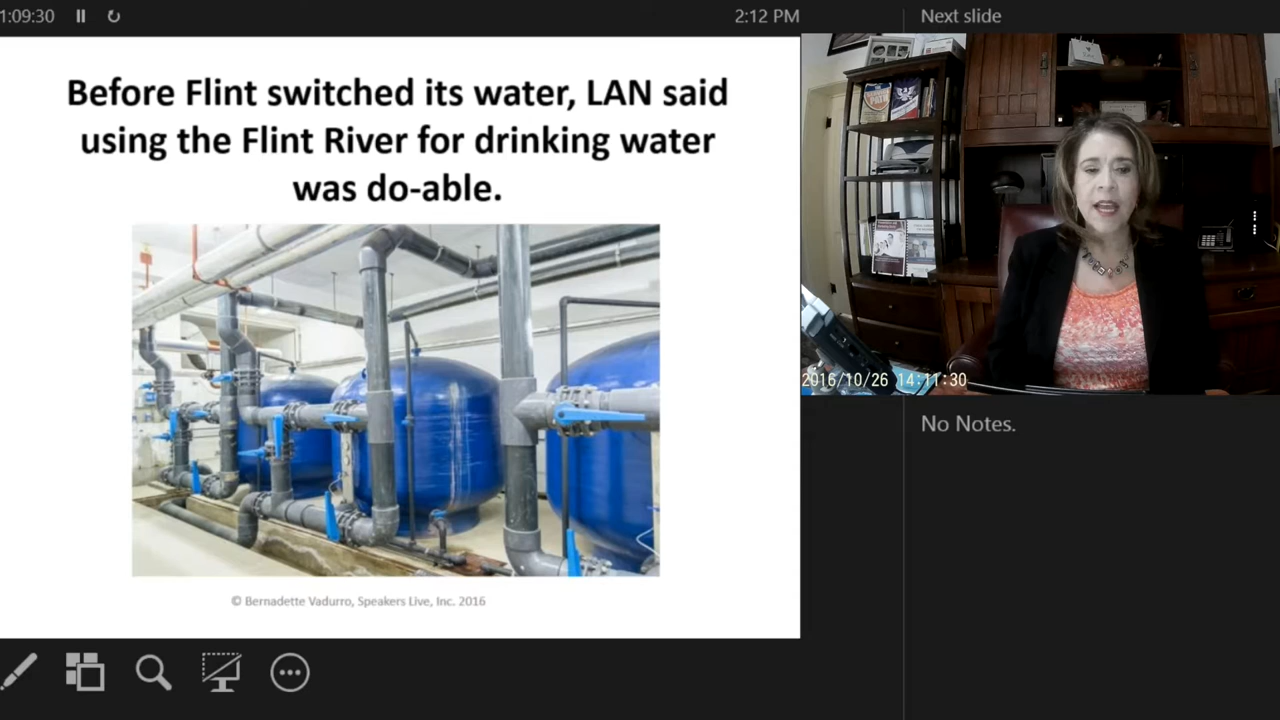 1:09:30
2:12 PM
Next slide
Before Flint switched its water, LAN said
using the Flint River for drinking water
was do-able.
© Bernadette Vadurro, Speakers Live, Inc. 2016
2016/10/26 14:11:30
No Notes.